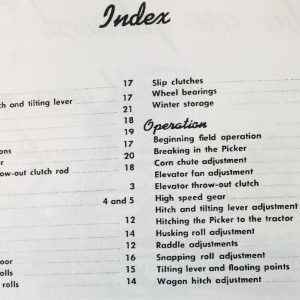 Index
17
ch and tilting lever 17
21
18
19
ons 17
er 20
ow-out clutch rod 18
3
4 and 5
12
14
12
oor 16
olls 15
rolls 14
Slip clutches
Wheel bearings
Winter storage
Operation
Beginning field operation
Breaking in the Picker
Corn chute adjustment
Elevator fan adjustment
Elevator throw-out clutch
High speed gear
Hitch and tilting lever adjustment
Hitching the Picker to the tractor
Husking roll adjustment
Raddle adjustments
Snapping roll adjustment
Tilting lever and floating points
Wagon hitch adjustment